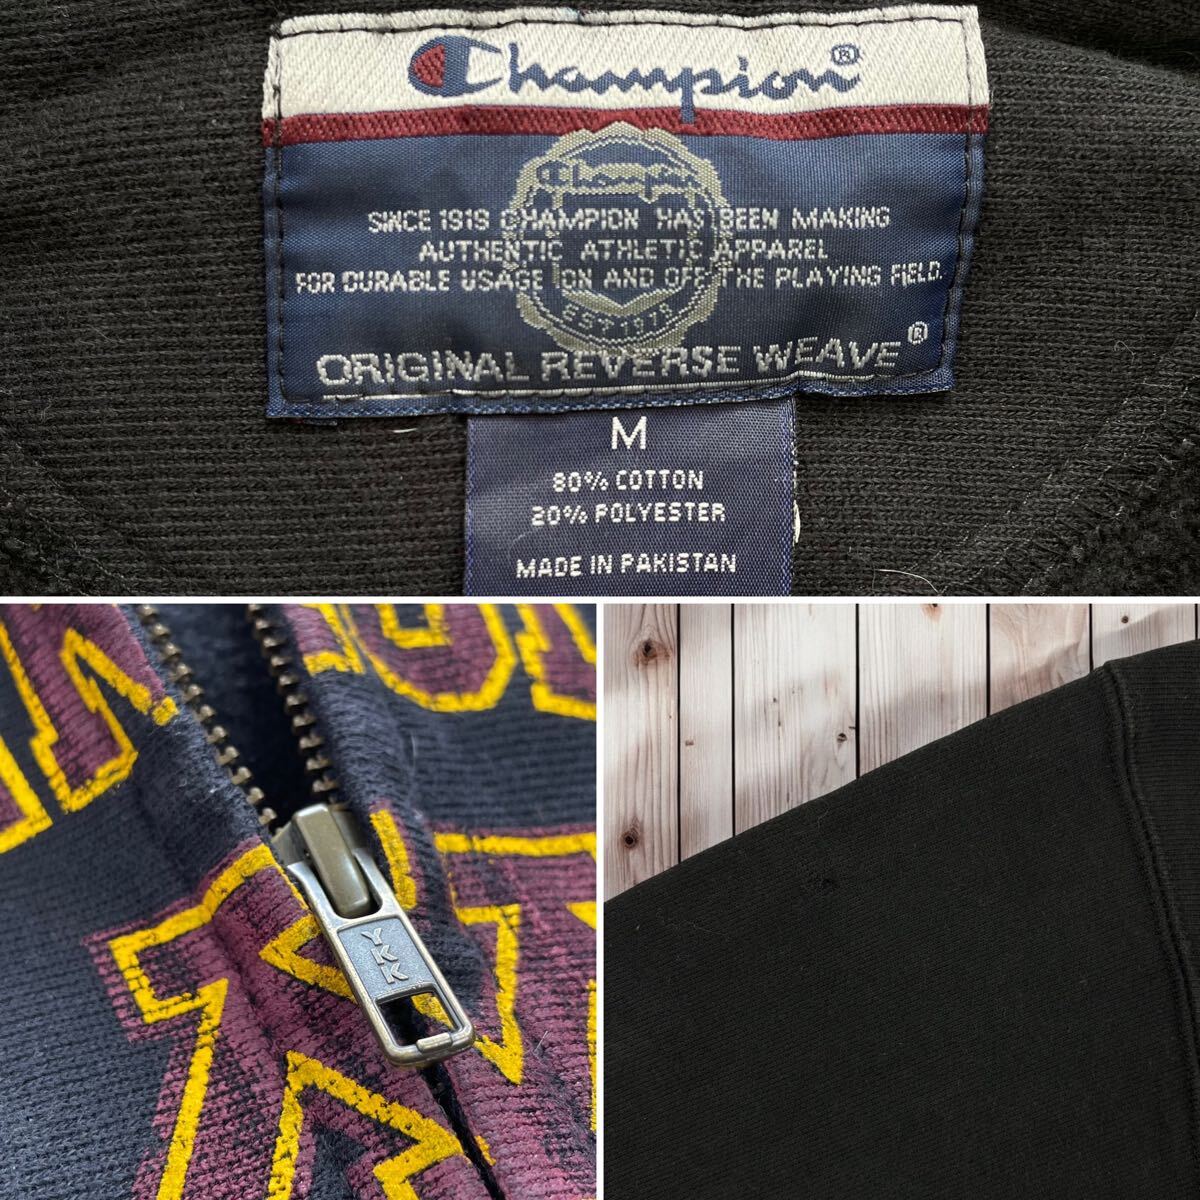 Champion®
Champion
SINCE 1919 CHAMPION HAS BEEN MAKING
AUTHENTIC ATHLETIC APPAREL
FOR DURABLE USAGE ON AND OFF THE PLAYING FIELD.
EST 1919
ORIGINAL REVERSE WEAVE®
M
80% COTTON
20% POLYESTER
MADE IN PAKISTAN
YKK